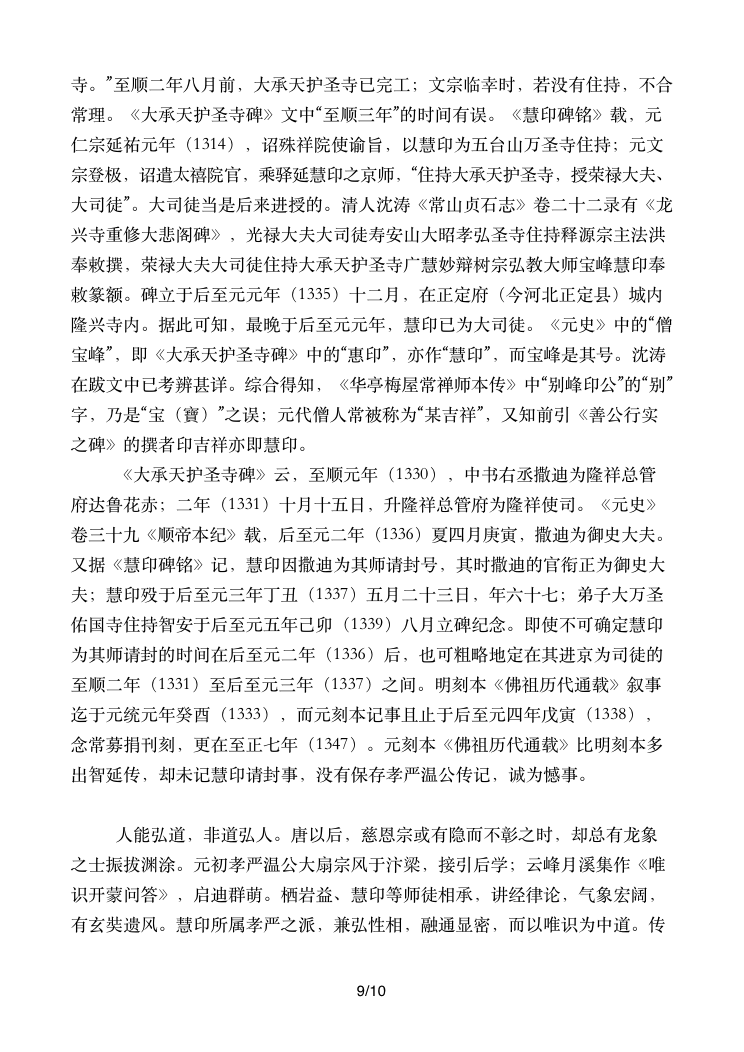 寺。”至顺二年八月前，大承天护圣寺已完工；文宗临幸时，若没有住持，不合
常理。《大承天护圣寺碑》文中“至顺三年”的时间有误。《慧印碑铭》载，元
仁宗延祐元年（1314），诏殊祥院使谕旨，以慧印为五台山万圣寺住持；元文
宗登极，诏遣太禧院官，乘驿延慧印之京师，“住持大承天护圣寺，授荣禄大夫、
大司徒”。大司徒当是后来进授的。清人沈涛《常山贞石志》卷二十二录有《龙
兴寺重修大悲阁碑》，光禄大夫大司徒寿安山大昭孝弘圣寺住持释源宗主法洪
奉敕撰，荣禄大夫大司徒住持大承天护圣寺广慧妙辩树宗弘教大师宝峰慧印奉
敕篆额。碑立于后至元元年（1335）十二月，在正定府（今河北正定县）城内
隆兴寺内。据此可知，最晚于后至元元年，慧印已为大司徒。《元史》中的“僧
宝峰”，即《大承天护圣寺碑》中的“惠印”，亦作“慧印”，而宝峰是其号。沈涛
在跋文中已考辨甚详。综合得知，《华亭梅屋常禅师本传》中“别峰印公”的“别”
字，乃是“宝（寶）”之误；元代僧人常被称为“某吉祥”，又知前引《善公行实
之碑》的撰者印吉祥亦即慧印。
《大承天护圣寺碑》云，至顺元年（1330），中书右丞撒迪为隆祥总管
府达鲁花赤；二年（1331）十月十五日，升隆祥总管府为隆祥使司。《元史》
卷三十九《顺帝本纪》载，后至元二年（1336）夏四月庚寅，撒迪为御史大夫。
又据《慧印碑铭》记，慧印因撒迪为其师请封号，其时撒迪的官衔正为御史大
夫；慧印殁于后至元三年丁丑（1337）五月二十三日，年六十七；弟子大万圣
佑国寺住持智安于后至元五年己卯（1339）八月立碑纪念。即使不可确定慧印
为其师请封的时间在后至元二年（1336）后，也可粗略地定在其进京为司徒的
至顺二年（1331）至后至元三年（1337）之间。明刻本《佛祖历代通载》叙事
迄于元统元年癸酉（1333），而元刻本记事且止于后至元四年戊寅（1338），
念常募捐刊刻，更在至正七年（1347）。元刻本《佛祖历代通载》比明刻本多
出智延传，却未记慧印请封事，没有保存孝严温公传记，诚为憾事。
人能弘道，非道弘人。唐以后，慈恩宗或有隐而不彰之时，却总有龙象
之士振拔渊涂。元初孝严温公大扇宗风于汴梁，接引后学；云峰月溪集作《唯
识开蒙问答》，启迪群萌。栖岩益、慧印等师徒相承，讲经律论，气象宏阔，
有玄奘遗风。慧印所属孝严之派，兼弘性相，融通显密，而以唯识为中道。传
9/10